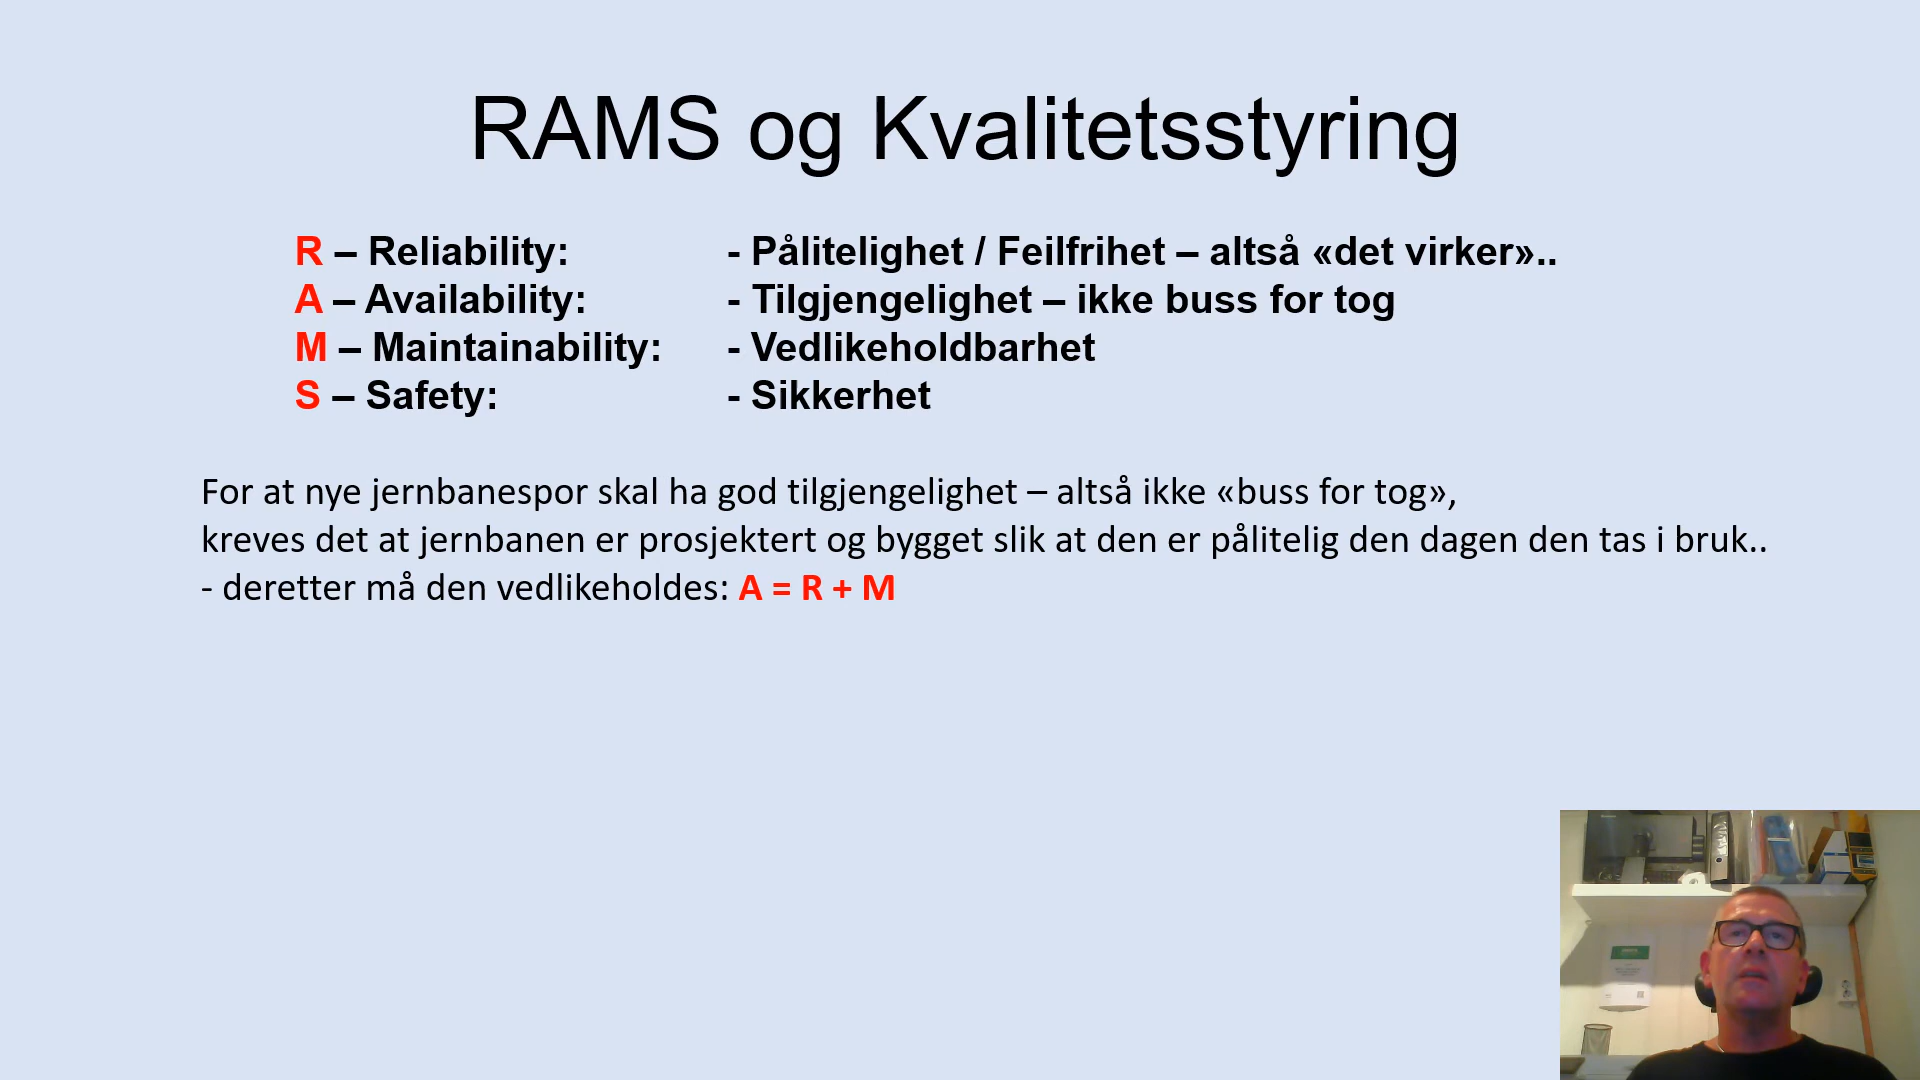 RAMS og Kvalitetsstyring
R – Reliability: - Pålitelighet / Feilfrihet – altså «det virker»..
A – Availability: - Tilgjengelighet – ikke buss for tog
M – Maintainability: - Vedlikeholdbarhet
S – Safety: - Sikkerhet
For at nye jernbanespor skal ha god tilgjengelighet – altså ikke «buss for tog»,
kreves det at jernbanen er prosjektert og bygget slik at den er pålitelig den dagen den tas i bruk..
- deretter må den vedlikeholdes: A = R + M